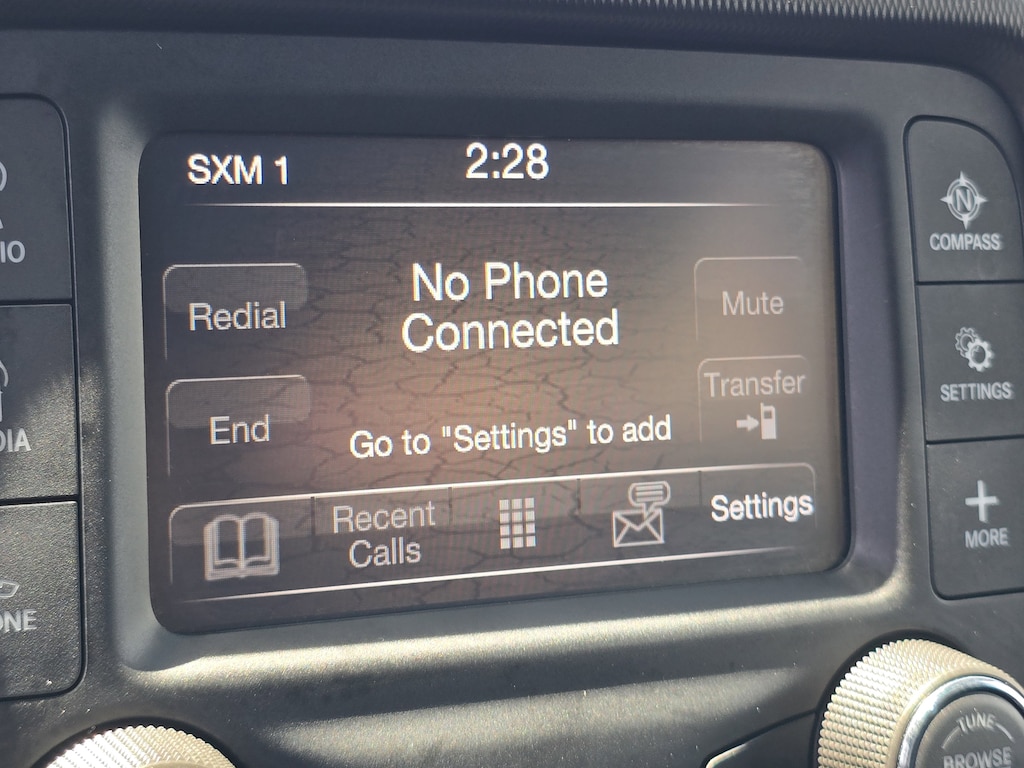 SXM 1
2:28
No Phone
Connected
Redial
Mute
End
Transfer
Go to "Settings" to add
Recent
Calls
Settings
N
COMPASS
SETTINGS
MORE
TUNE
BROWSE